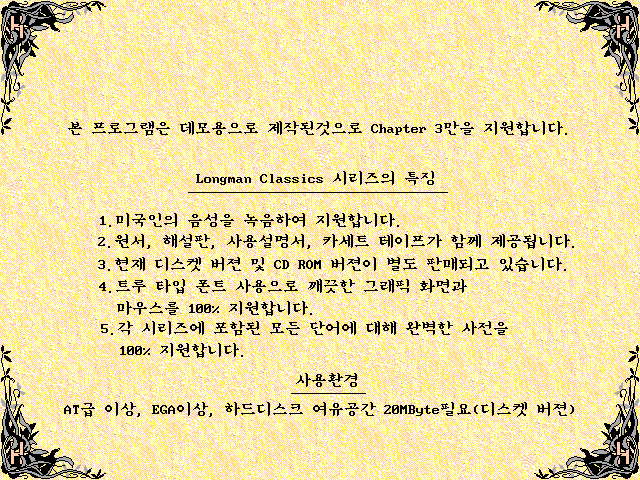 H H
본 프로그램은 데모용으로 제작된것으로 Chapter 3만을 지원합니다.
Longman Classics 시리즈의 특징
1.미국인의 음성을 녹음하여 지원합니다.
2.원서, 해설판, 사용설명서, 카세트 테이프가 함께 제공됩니다.
3.현재 디스켓 버젼 및 CD ROM 버젼이 별도 판매되고 있습니다.
4.트루 타입 폰트 사용으로 깨끗한 그래픽 화면과
마우스를 100% 지원합니다.
5.각 시리즈에 포함된 모든 단어에 대해 완벽한 사전을
100% 지원합니다.
사용환경
AT급 이상, EGA이상, 하드디스크 여유공간 20MByte필요(디스켓 버젼)
H H